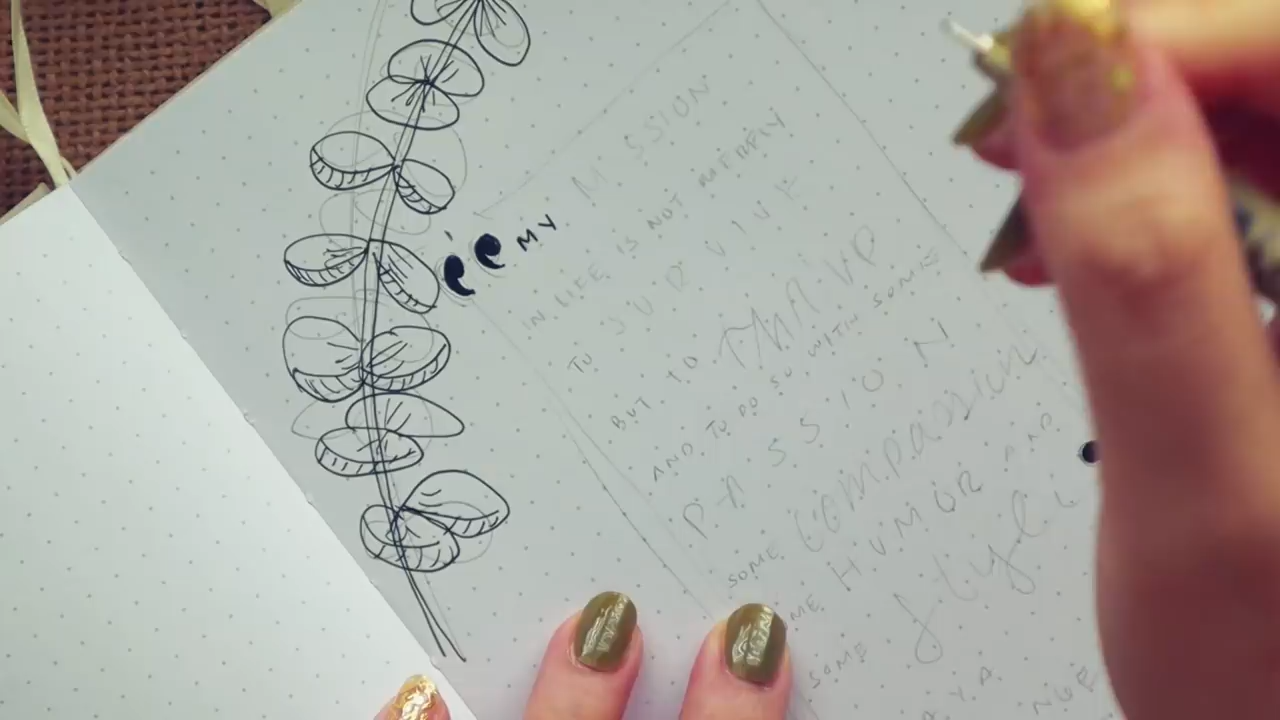 “MY MISSION
IN LIFE IS NOT MERELY
TO SURVIVE
BUT TO THRIVE
AND TO DO SO WITH SOME
PASSION
SOME compassion
SOME HUMOR AND
SOME style
MAYA